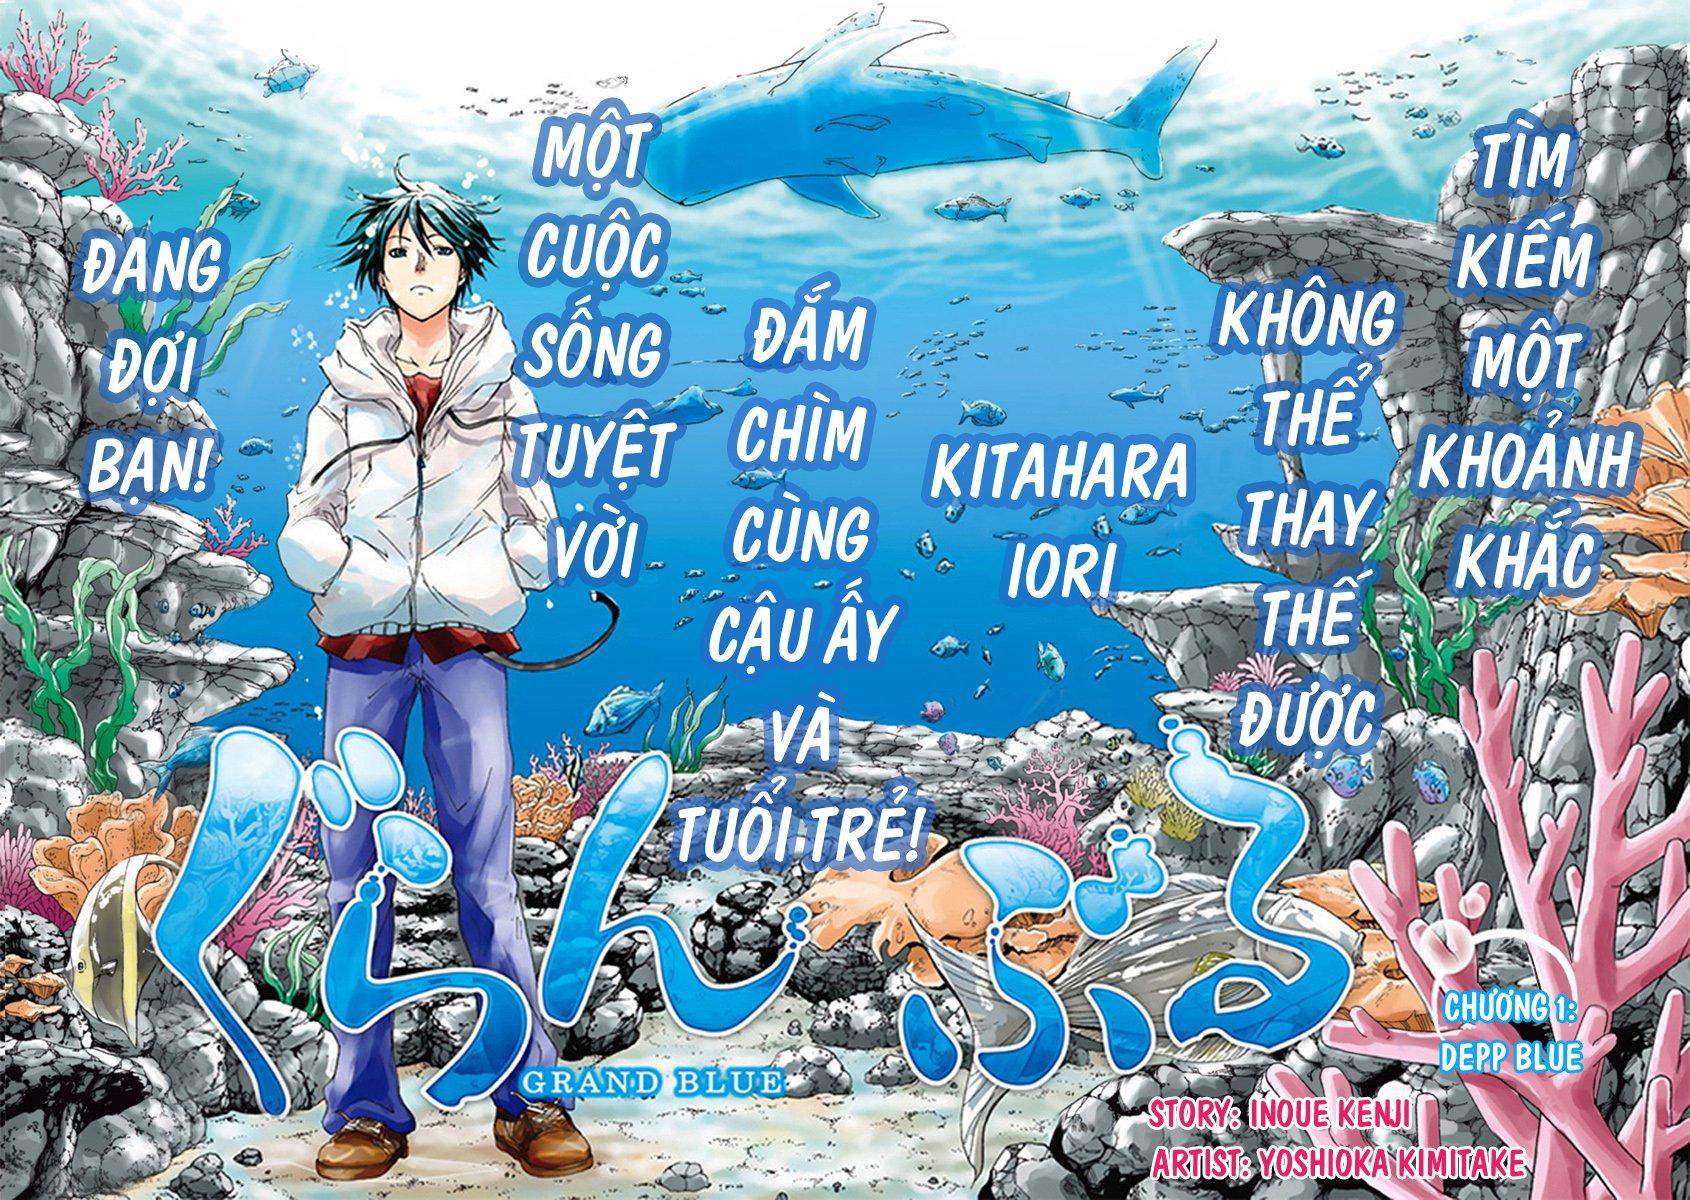 TÌM
KIẾM
MỘT
KHOẢNH
KHẮC
KHÔNG
THỂ
THAY
THẾ
ĐƯỢC
KITAHARA
IORI
ĐẮM
CHÌM
CÙNG
CẬU ẤY
VÀ
TUỔI TRẺ!
MỘT
CUỘC
SỐNG
TUYỆT
VỜI
ĐANG
ĐỢI
BẠN!
ぐらんぶる
GRAND BLUE
CHƯƠNG 1:
DEPP BLUE
STORY: INOUE KENJI
ARTIST: YOSHIOKA KIMITAKE